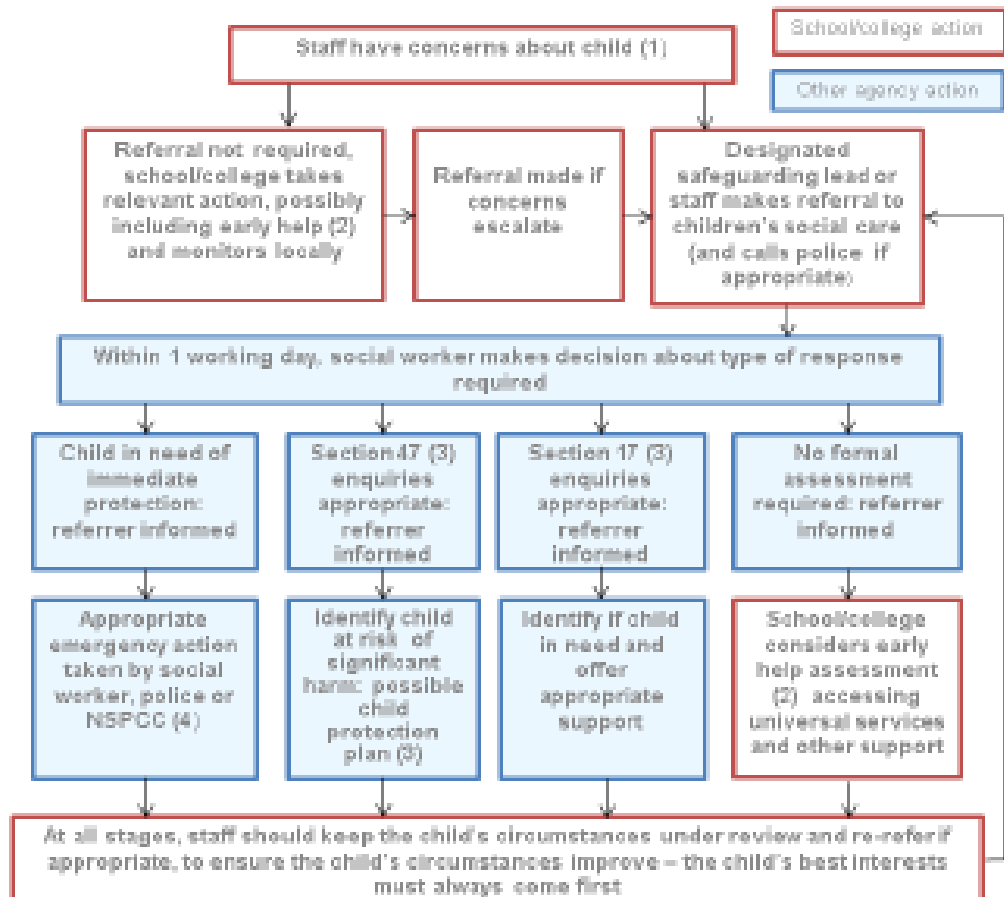 Staff have concerns about child (1)
School/college action
Other agency action
Referral not required,
school/college takes
relevant action, possibly
including early help (2)
and monitors locally
Referral made if
concerns
escalate
Designated
safeguarding lead or
staff makes referral to
children's social care
(and calls police if
appropriate)
Within 1 working day, social worker makes decision about type of response
required
Child in need of
immediate
protection:
referrer informed
Section 47 (3)
enquiries
appropriate:
referrer
informed
Section 17 (3)
enquiries
appropriate:
referrer
informed
No formal
assessment
required: referrer
informed
Appropriate
emergency action
taken by social
worker, police or
NSPCC (4)
Identify child
at risk of
significant
harm: possible
child
protection
plan (3)
Identify if child
in need and
offer
appropriate
support
School/college
considers early
help assessment
(2) accessing
universal services
and other support
At all stages, staff should keep the child's circumstances under review and re-refer if
appropriate, to ensure the child's circumstances improve – the child's best interests
must always come first